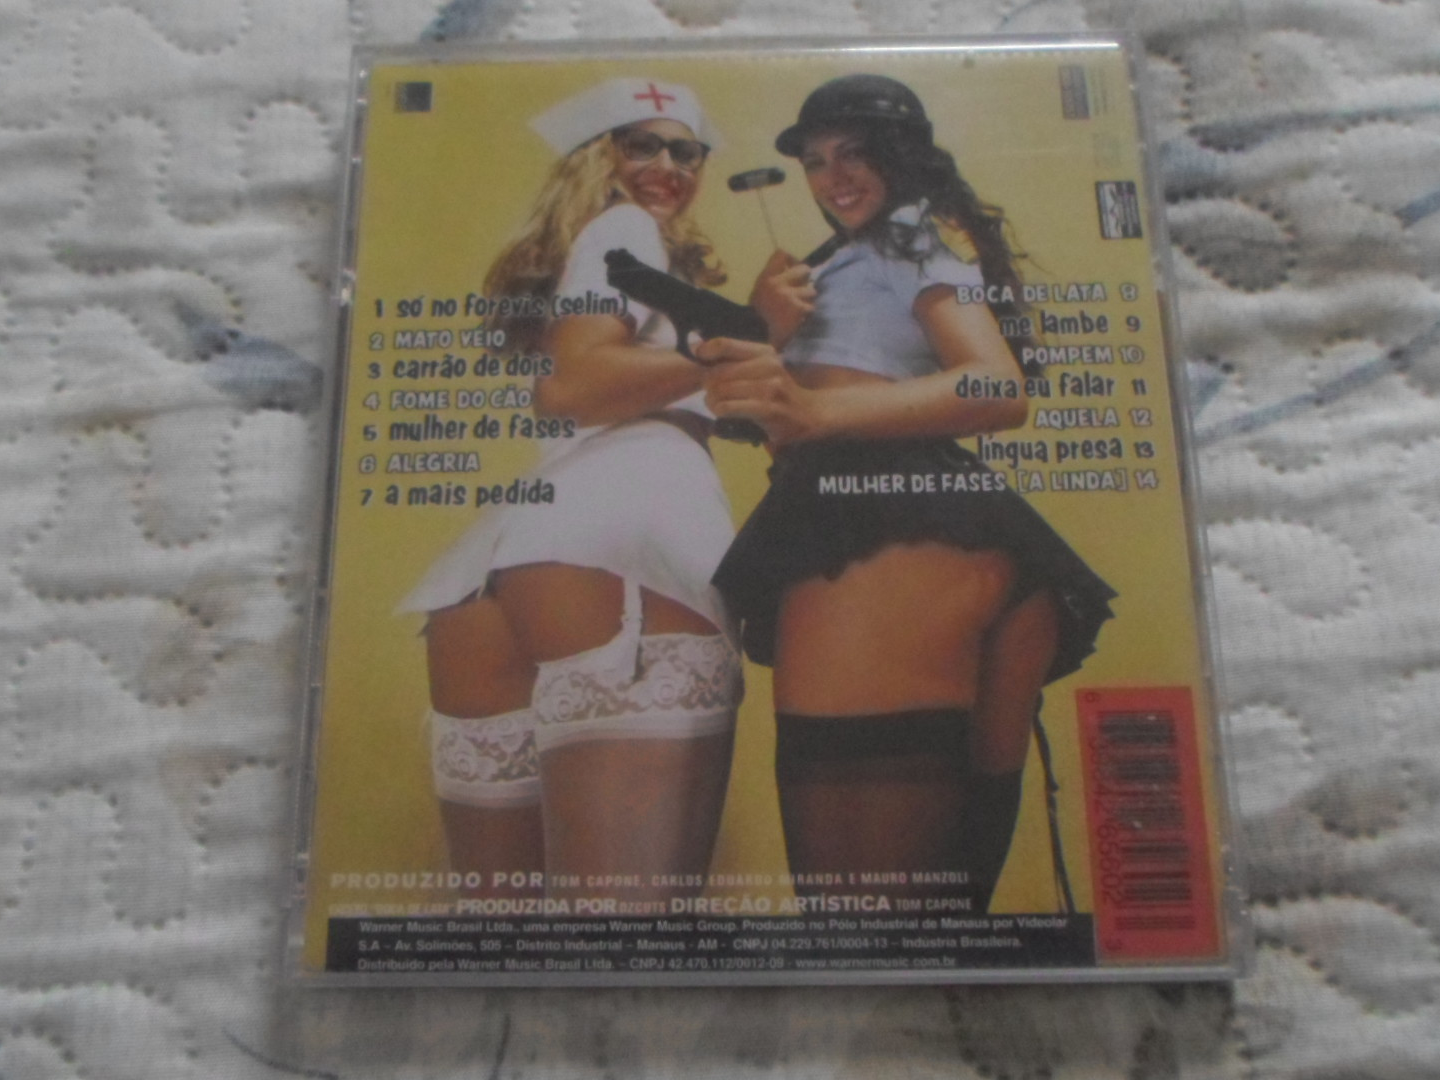 1 só no forevis (selim)
2 MATO VÉIO
3 carrão de dois
4 FOME DO CÃO
5 mulher de fases
6 ALEGRIA
7 a mais pedida
BOCA DE LATA 8
me lambe 9
POMPEM 10
deixa eu falar 11
AQUELA 12
língua presa 13
MULHER DE FASES [A LINDA] 14
PRODUZIDO POR TOM CAPONE, CARLOS EDUARDO MIRANDA E MAURO MANZOLI
"BOCA DE LATA" PRODUZIDA POR DZCUTS DIREÇÃO ARTÍSTICA TOM CAPONE
Warner Music Brasil Ltda., uma empresa Warner Music Group. Produzido no Pólo Industrial de Manaus por Videolar
S.A – Av. Solimões, 505 – Distrito Industrial – Manaus - AM - CNPJ 04.229.761/0004-13 – Indústria Brasileira.
Distribuído pela Warner Music Brasil Ltda. – CNPJ 42.470.112/0012-09 - www.warnermusic.com.br